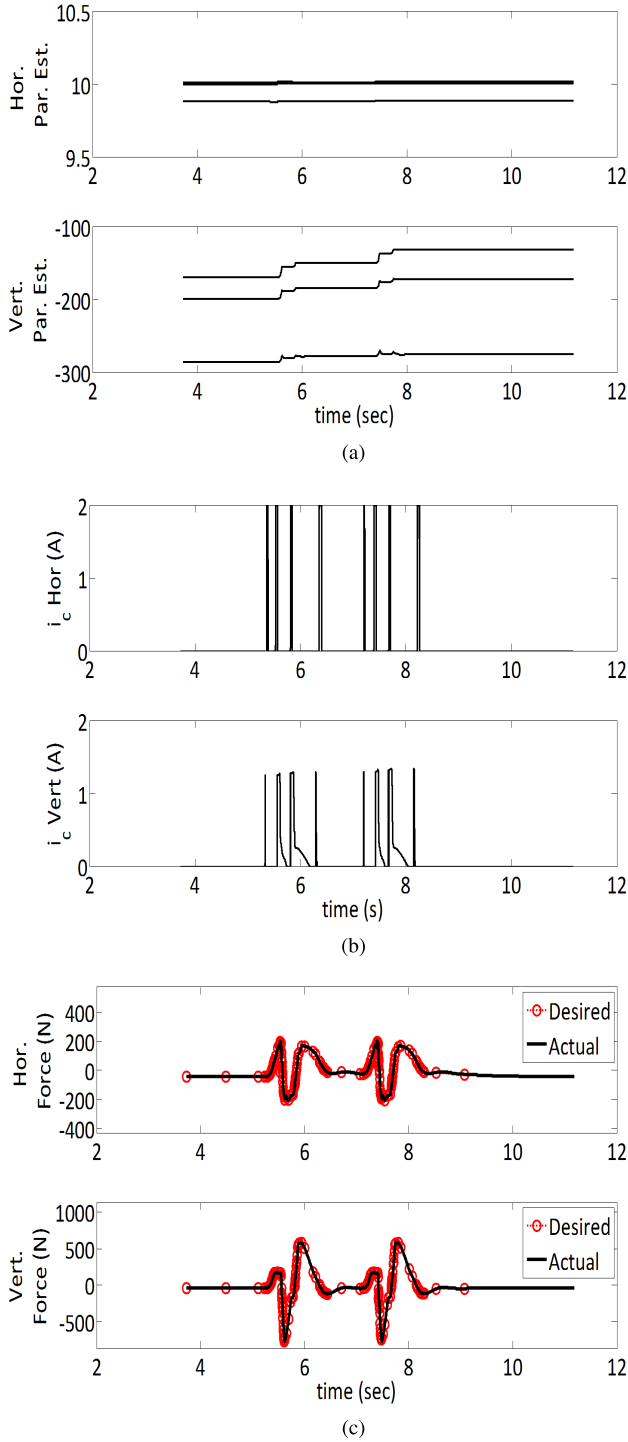 10.5
10
9.5
Hor.
Par. Est.
2 4 6 8 10 12
-100
-200
-300
Vert.
Par. Est.
2 4 6 8 10 12
time (sec)
(a)
2
1
0
i_c Hor (A)
2 4 6 8 10 12
2
1
0
i_c Vert (A)
2 4 6 8 10 12
time (s)
(b)
400
200
0
-200
-400
Hor.
Force (N)
Desired
Actual
2 4 6 8 10 12
1000
500
0
-500
Vert.
Force (N)
Desired
Actual
2 4 6 8 10 12
time (sec)
(c)